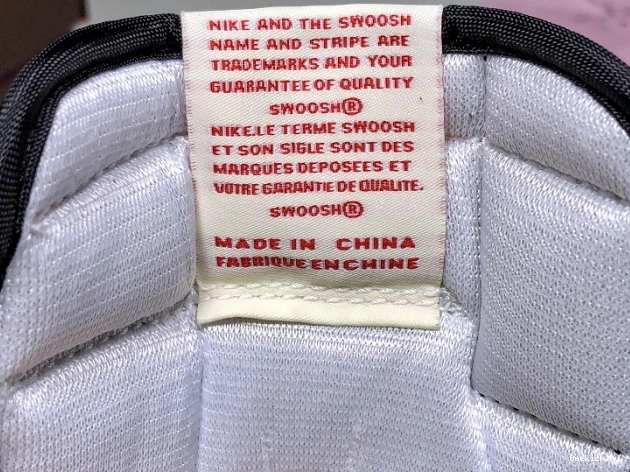 NIKE AND THE SWOOSH
NAME AND STRIPE ARE
TRADEMARKS AND YOUR
GUARANTEE OF QUALITY
SWOOSH®
NIKE.LE TERME SWOOSH
ET SON SIGLE SONT DES
MARQUES DEPOSEES ET
VOTRE GARANTIE DE QUALITE.
SWOOSH®
MADE IN CHINA
FABRIQUE EN CHINE